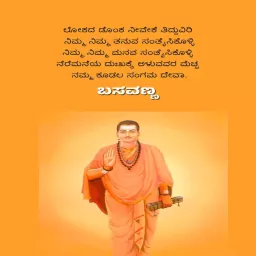 ಲೋಕದ ಡೊಂಕ ನೀವೇಕೆ ತಿದ್ದುವಿರಿ
ನಿಮ್ಮ ನಿಮ್ಮ ತನುವ ಸಂತೈಸಿಕೊಳ್ಳಿ
ನಿಮ್ಮ ನಿಮ್ಮ ಮನವ ಸಂತೈಸಿಕೊಳ್ಳಿ
ನೆರೆಮನೆಯ ದುಃಖಕ್ಕೆ ಅಳುವವರ ಮೆಚ್ಚ
ನಮ್ಮ ಕೂಡಲ ಸಂಗಮ ದೇವಾ.
ಬಸವಣ್ಣ